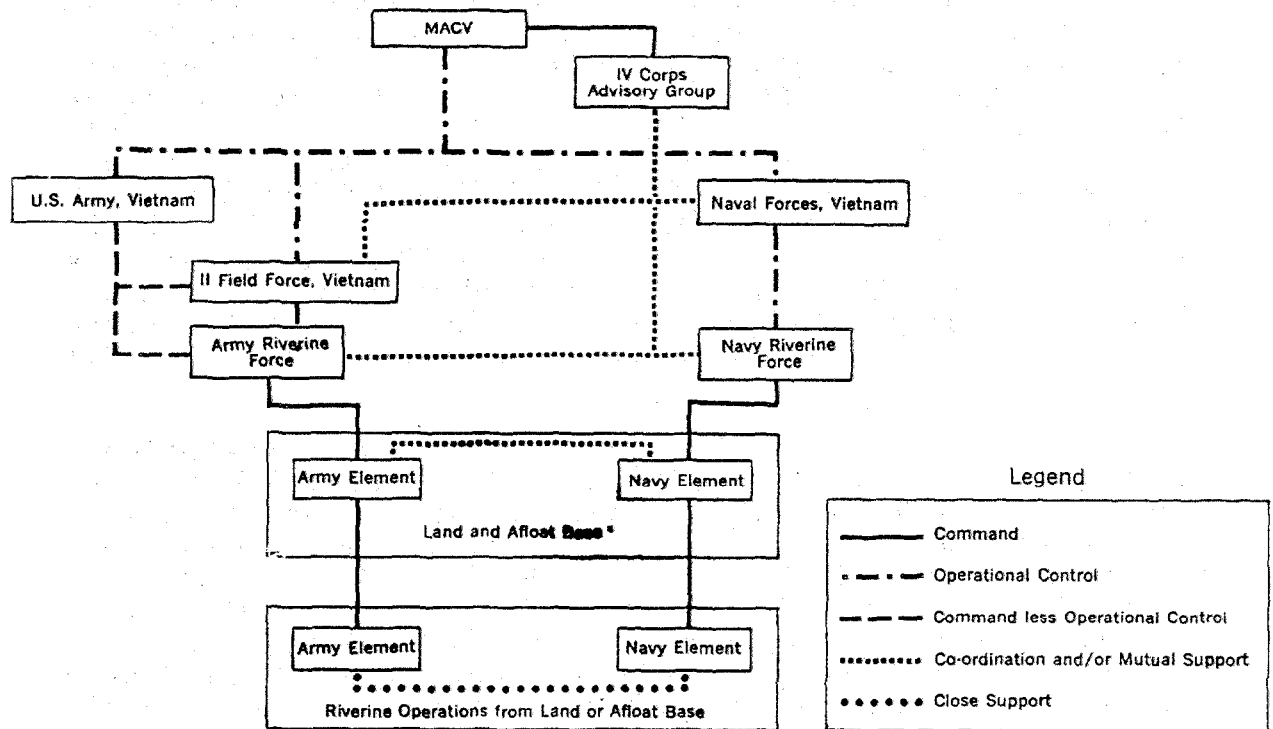 MACV
IV Corps
Advisory Group
U.S. Army, Vietnam
Naval Forces, Vietnam
II Field Force, Vietnam
Army Riverine
Force
Navy Riverine
Force
Army Element
Navy Element
Land and Afloat Base*
Army Element
Navy Element
Riverine Operations from Land or Afloat Base
Legend
Command
Operational Control
Command less Operational Control
Co-ordination and/or Mutual Support
Close Support